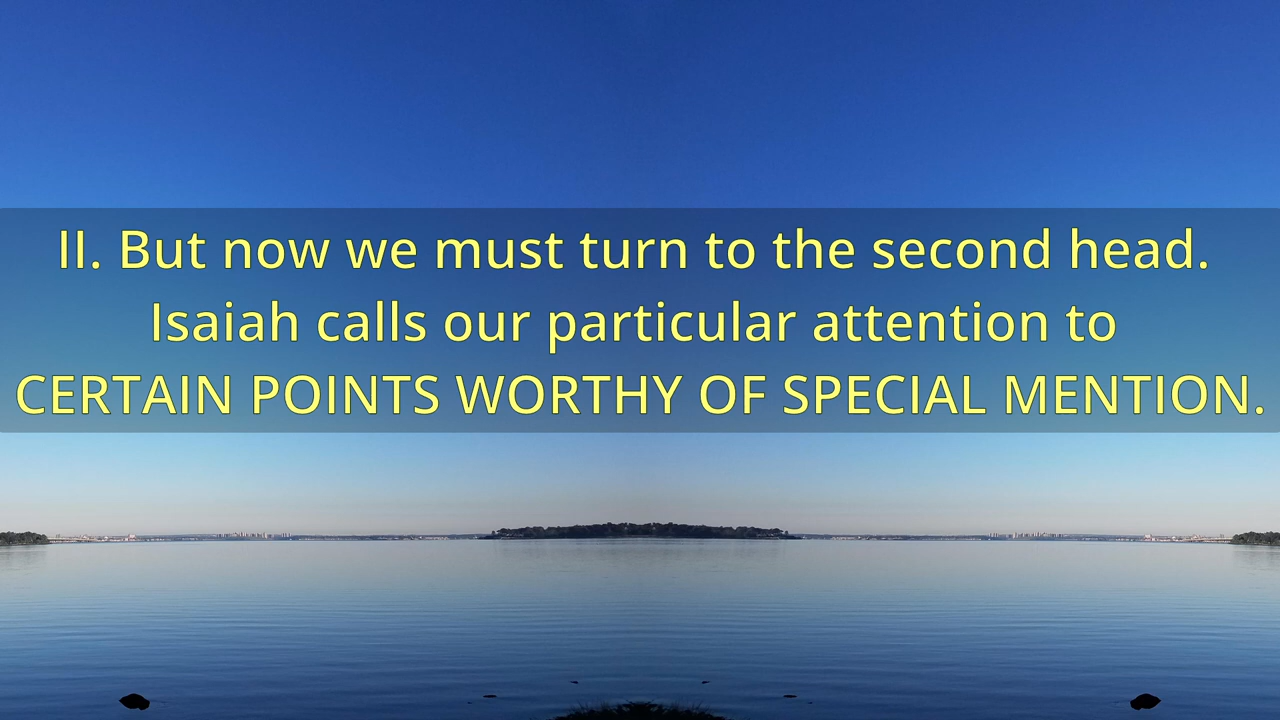 II. But now we must turn to the second head.
Isaiah calls our particular attention to
CERTAIN POINTS WORTHY OF SPECIAL MENTION.